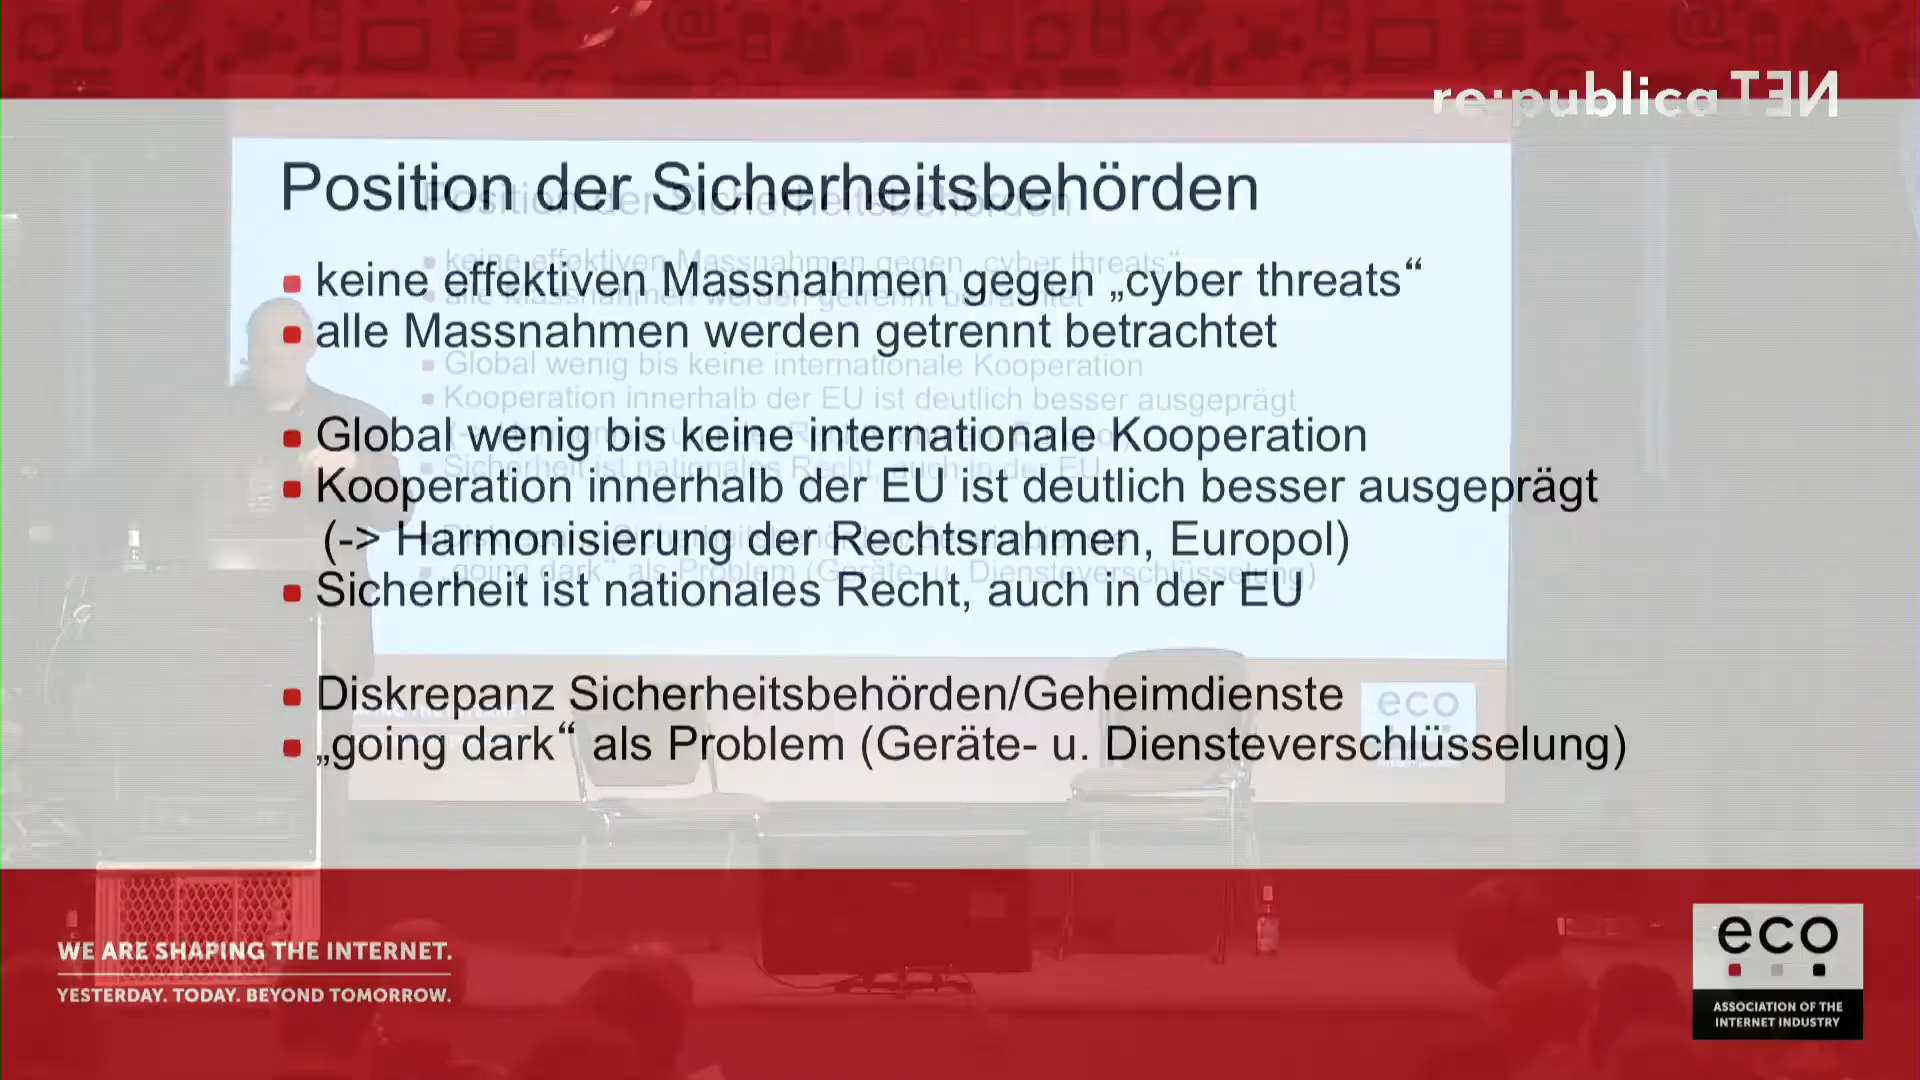 re:publica TEN
Position der Sicherheitsbehörden
keine effektiven Massnahmen gegen „cyber threats“
alle Massnahmen werden getrennt betrachtet
Global wenig bis keine internationale Kooperation
Kooperation innerhalb der EU ist deutlich besser ausgeprägt
(-> Harmonisierung der Rechtsrahmen, Europol)
Sicherheit ist nationales Recht, auch in der EU
Diskrepanz Sicherheitsbehörden/Geheimdienste
„going dark“ als Problem (Geräte- u. Diensteverschlüsselung)
WE ARE SHAPING THE INTERNET.
YESTERDAY. TODAY. BEYOND TOMORROW.
eco
ASSOCIATION OF THE
INTERNET INDUSTRY